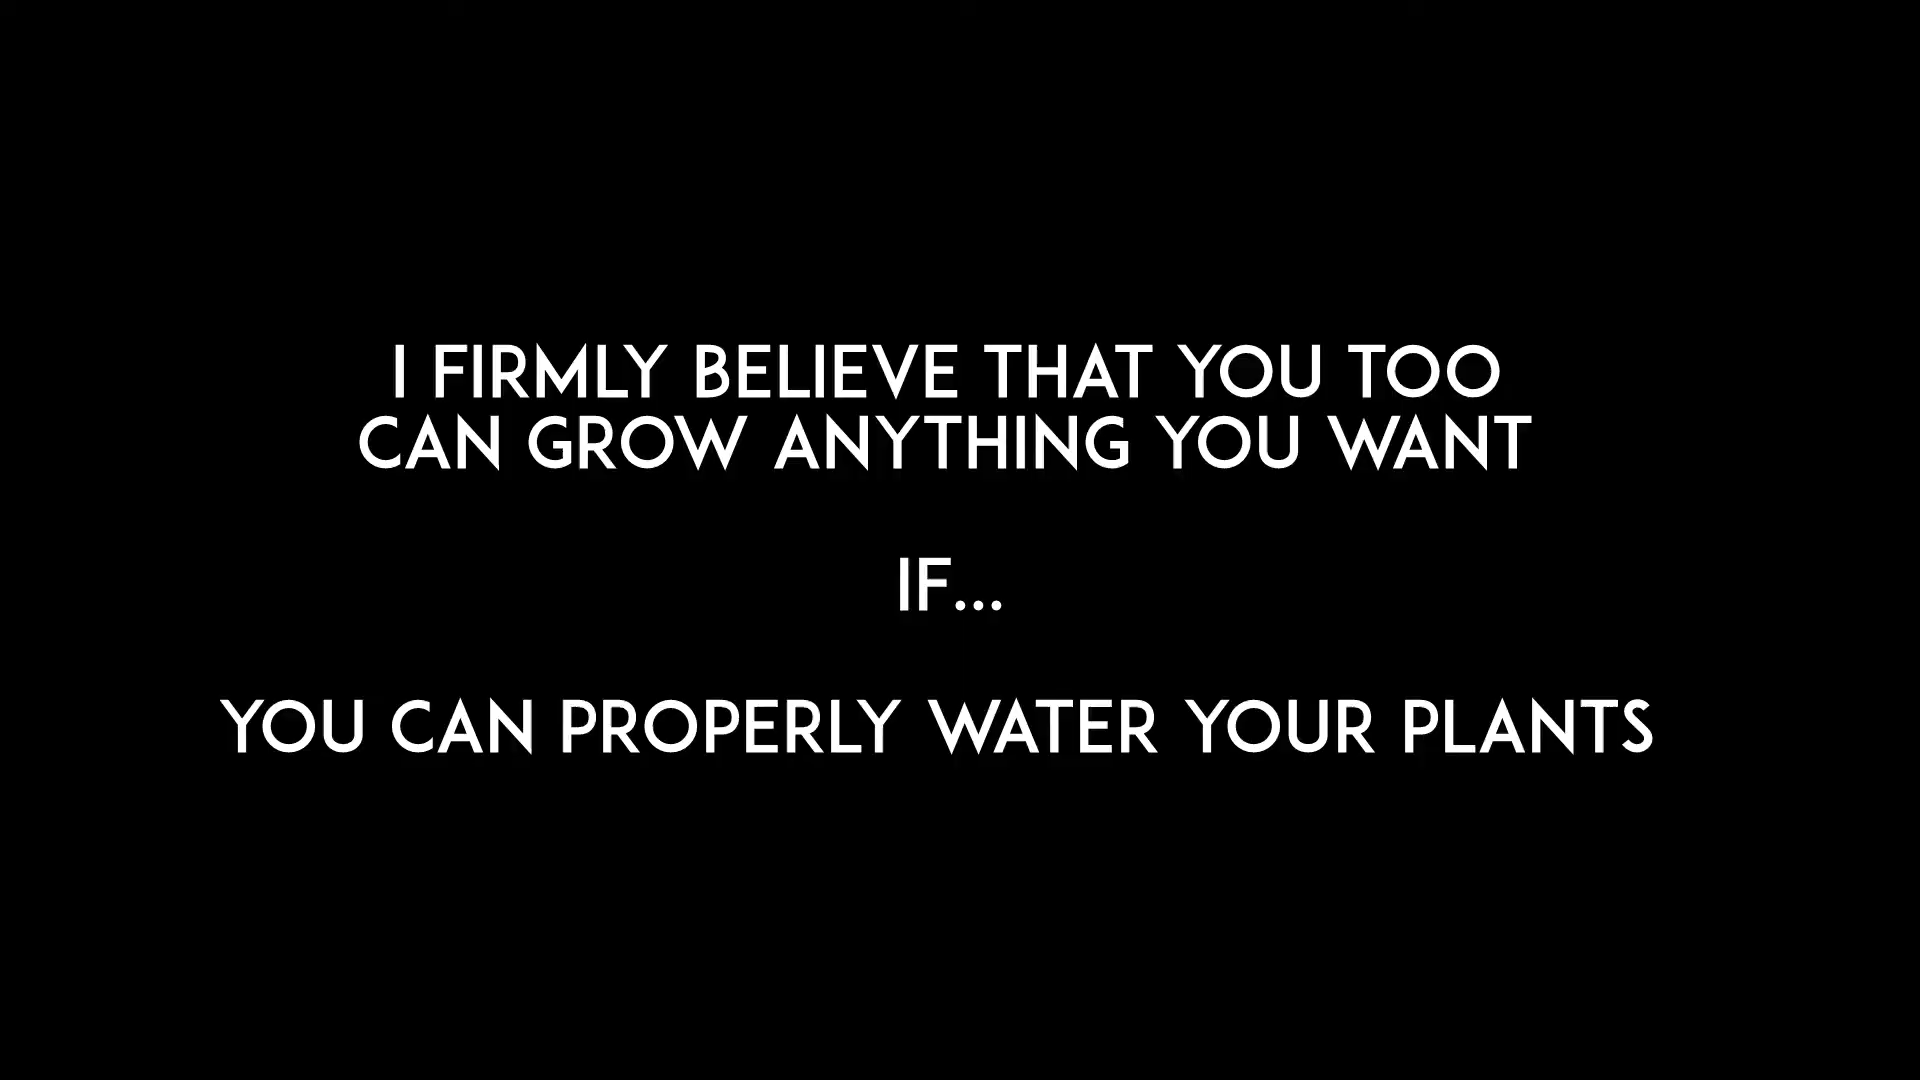 I FIRMLY BELIEVE THAT YOU TOO
CAN GROW ANYTHING YOU WANT
IF...
YOU CAN PROPERLY WATER YOUR PLANTS